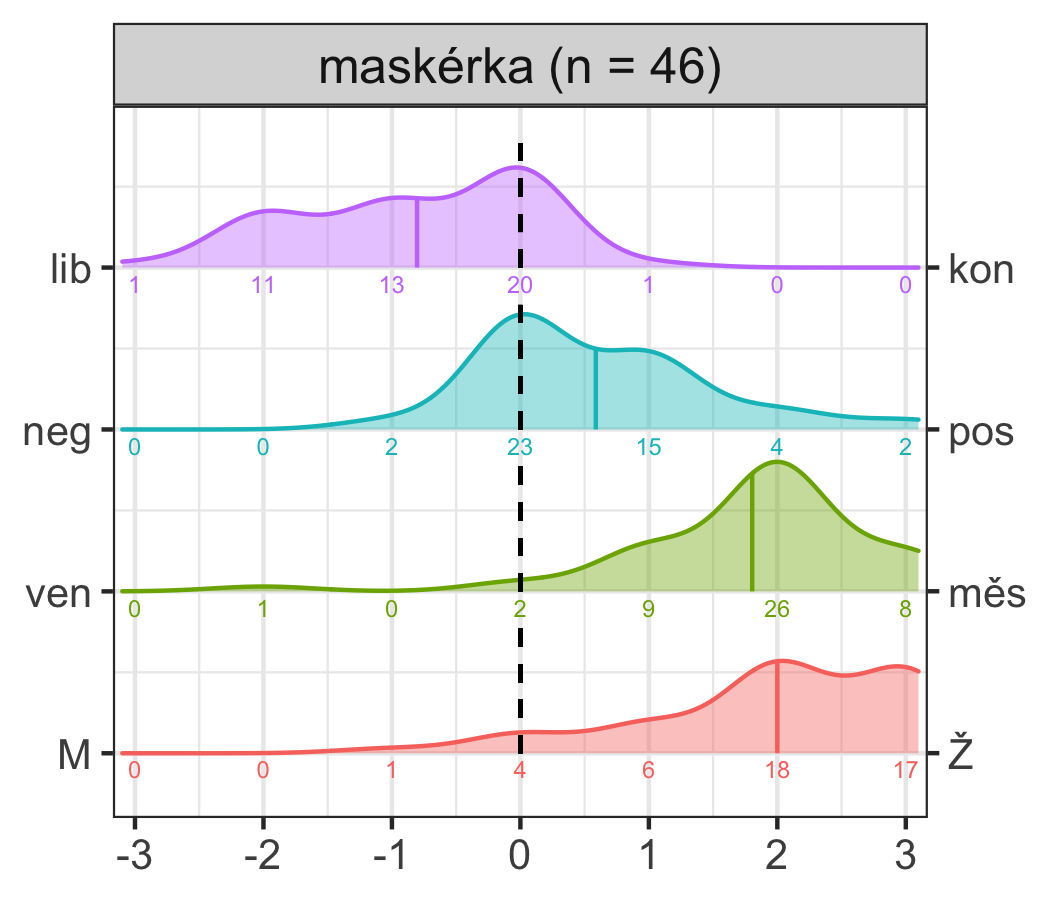 maskérka (n = 46)
lib kon
1 11 13 20 1 0 0
neg pos
0 0 2 23 15 4 2
ven měs
0 1 0 2 9 26 8
M Ž
0 0 1 4 6 18 17
-3 -2 -1 0 1 2 3